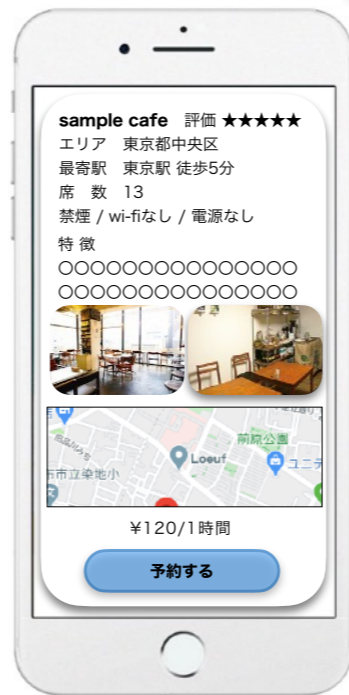 sample cafe 評価 ★★★★★
エリア 東京都中央区
最寄駅 東京駅 徒歩5分
席 数 13
禁煙 / wi-fiなし / 電源なし
特 徴
〇〇〇〇〇〇〇〇〇〇〇〇〇〇〇
〇〇〇〇〇〇〇〇〇〇〇〇〇〇〇
前原公園
Loeuf
ユニデ
布市立染地小
¥120/1時間
予約する